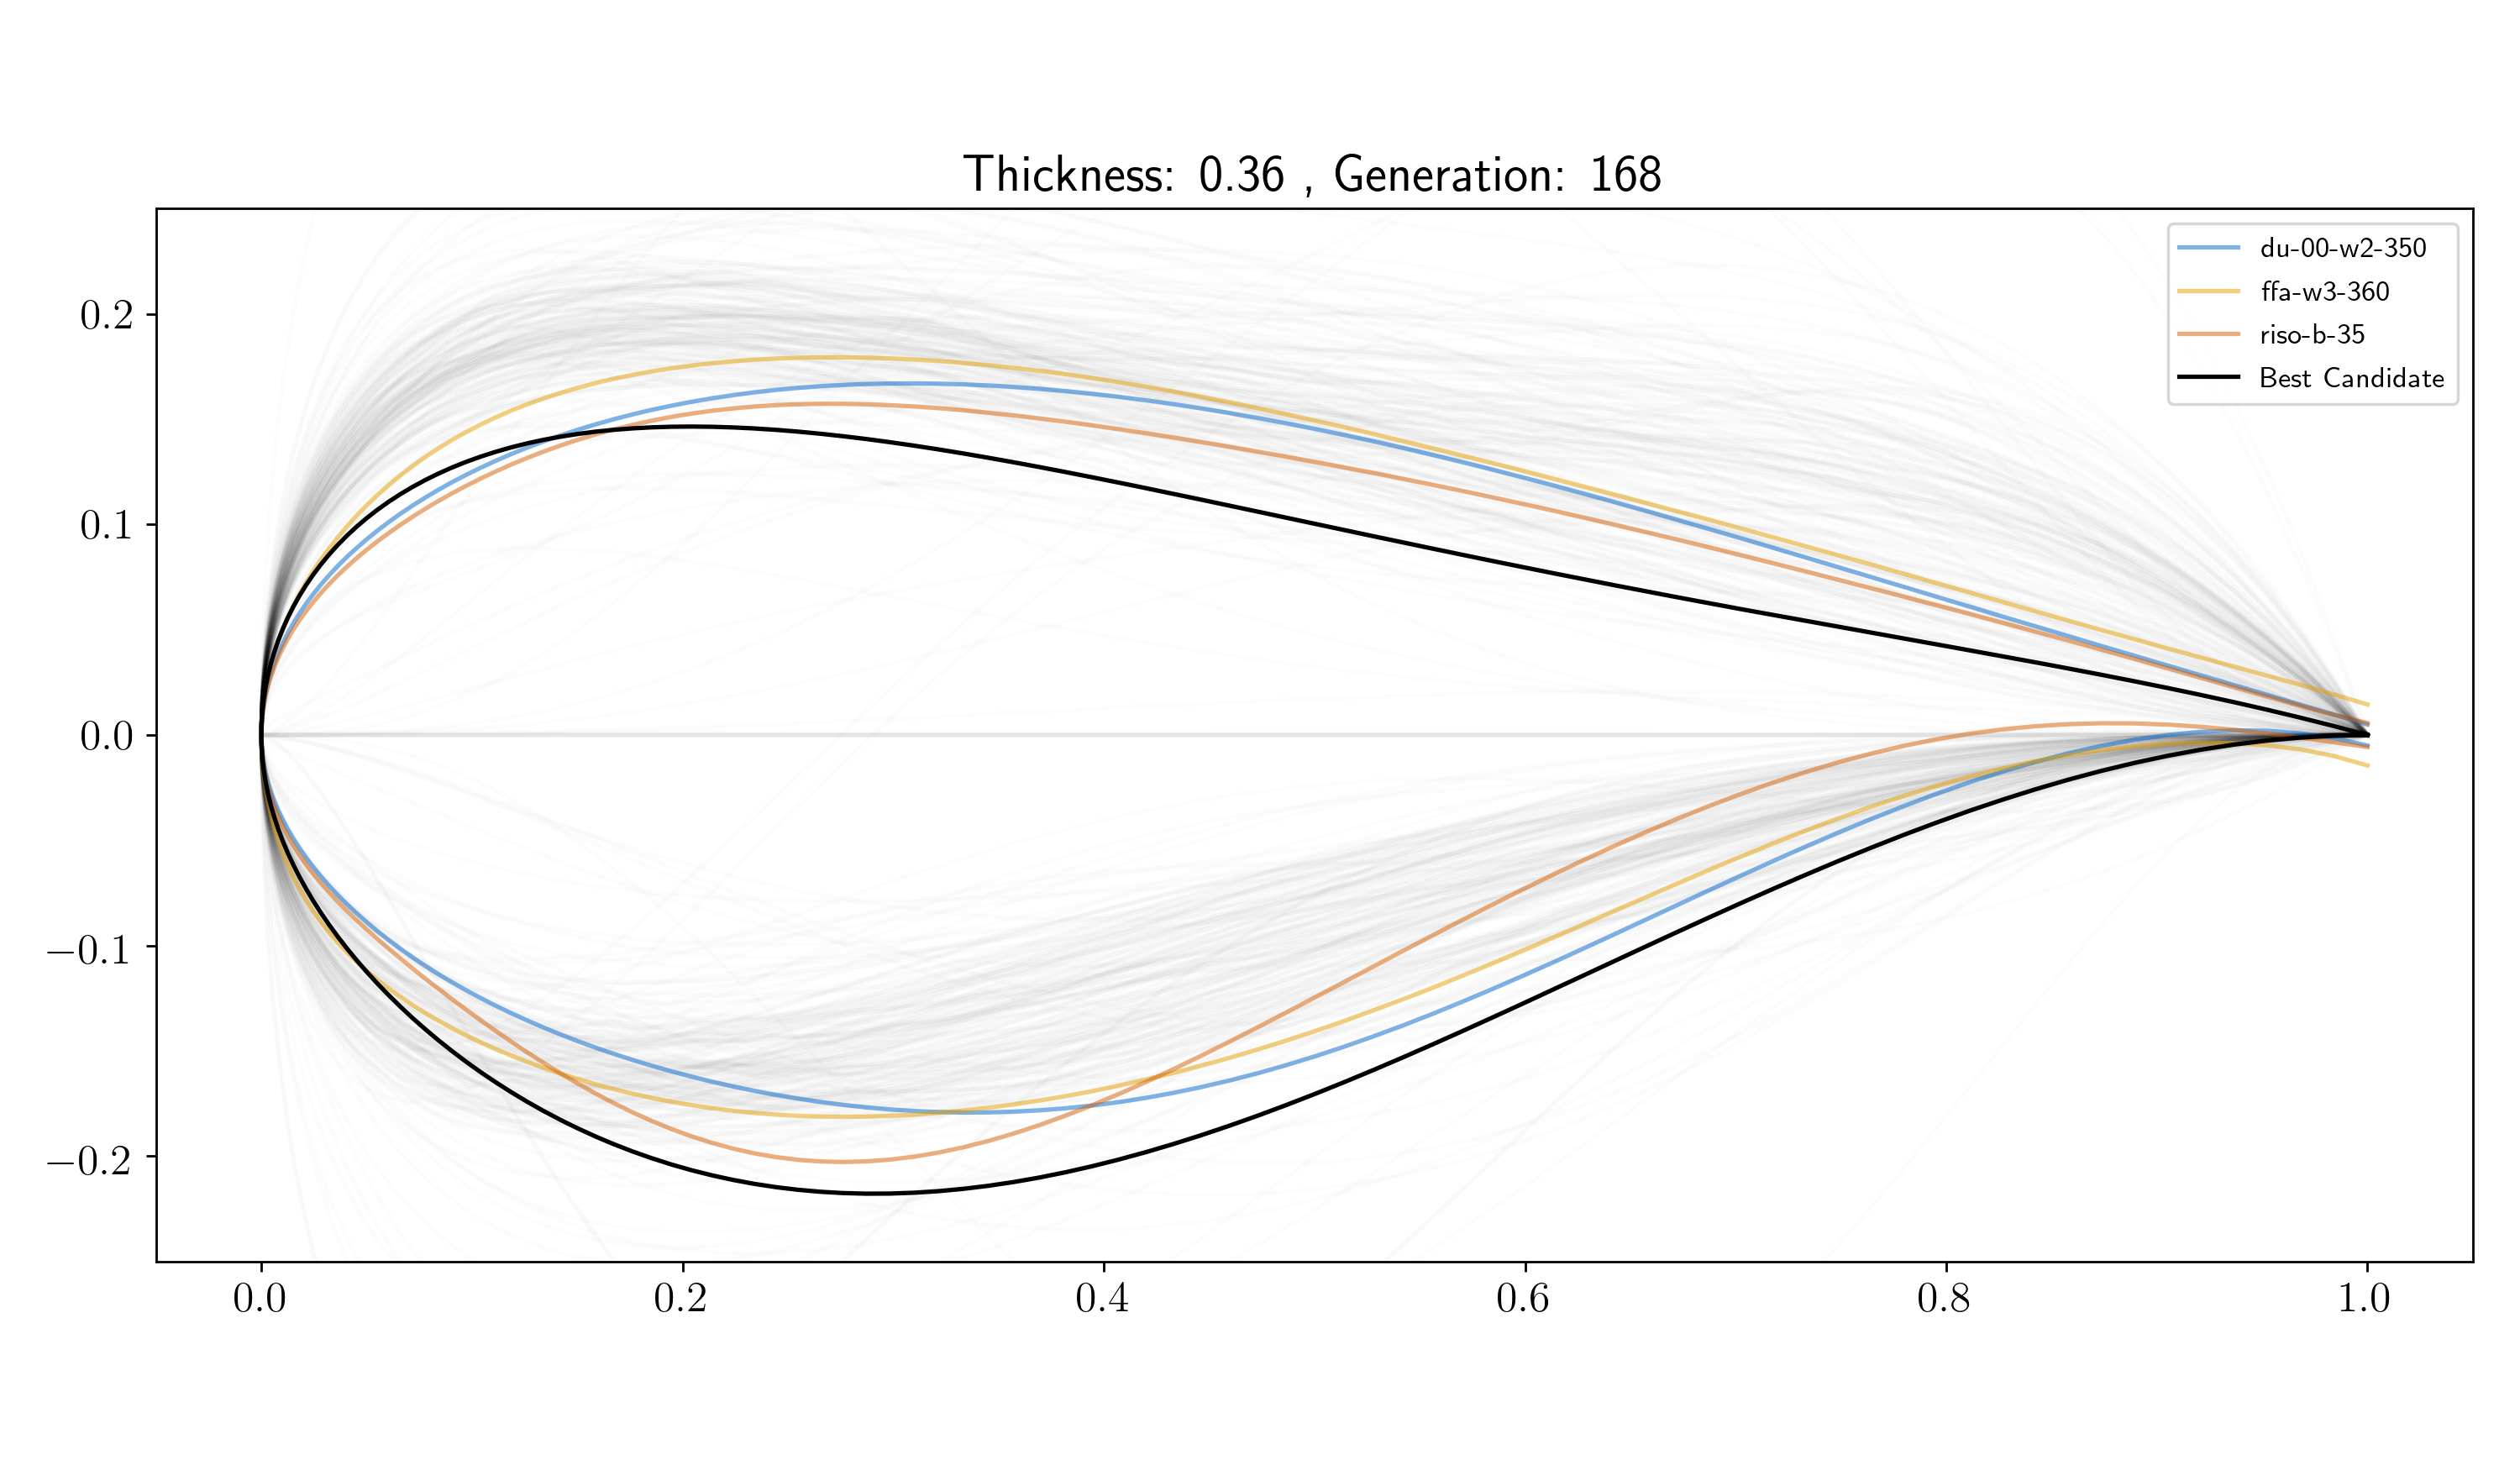 Thickness: 0.36 , Generation: 168
du-00-w2-350
ffa-w3-360
riso-b-35
Best Candidate
0.2
0.1
0.0
−0.1
−0.2
0.0 0.2 0.4 0.6 0.8 1.0